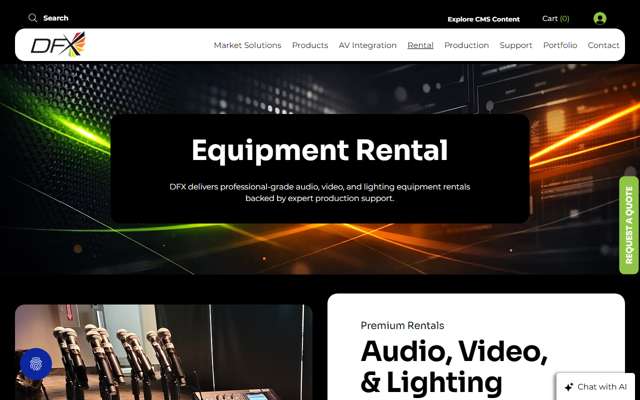 Search
Explore CMS Content
Cart (0)
DFX
Market Solutions
Products
AV Integration
Rental
Production
Support
Portfolio
Contact
Equipment Rental
DFX delivers professional-grade audio, video, and lighting equipment rentals
backed by expert production support.
REQUEST A QUOTE
Premium Rentals
Audio, Video,
& Lighting
Chat with AI